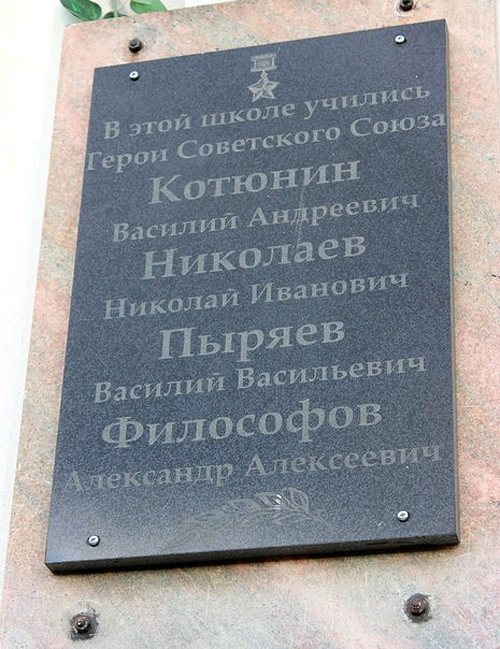 В этой школе учились
Герои Советского Союза
Котюнин
Василий Андреевич
Николаев
Николай Иванович
Пыряев
Василий Васильевич
Философов
Александр Алексеевич